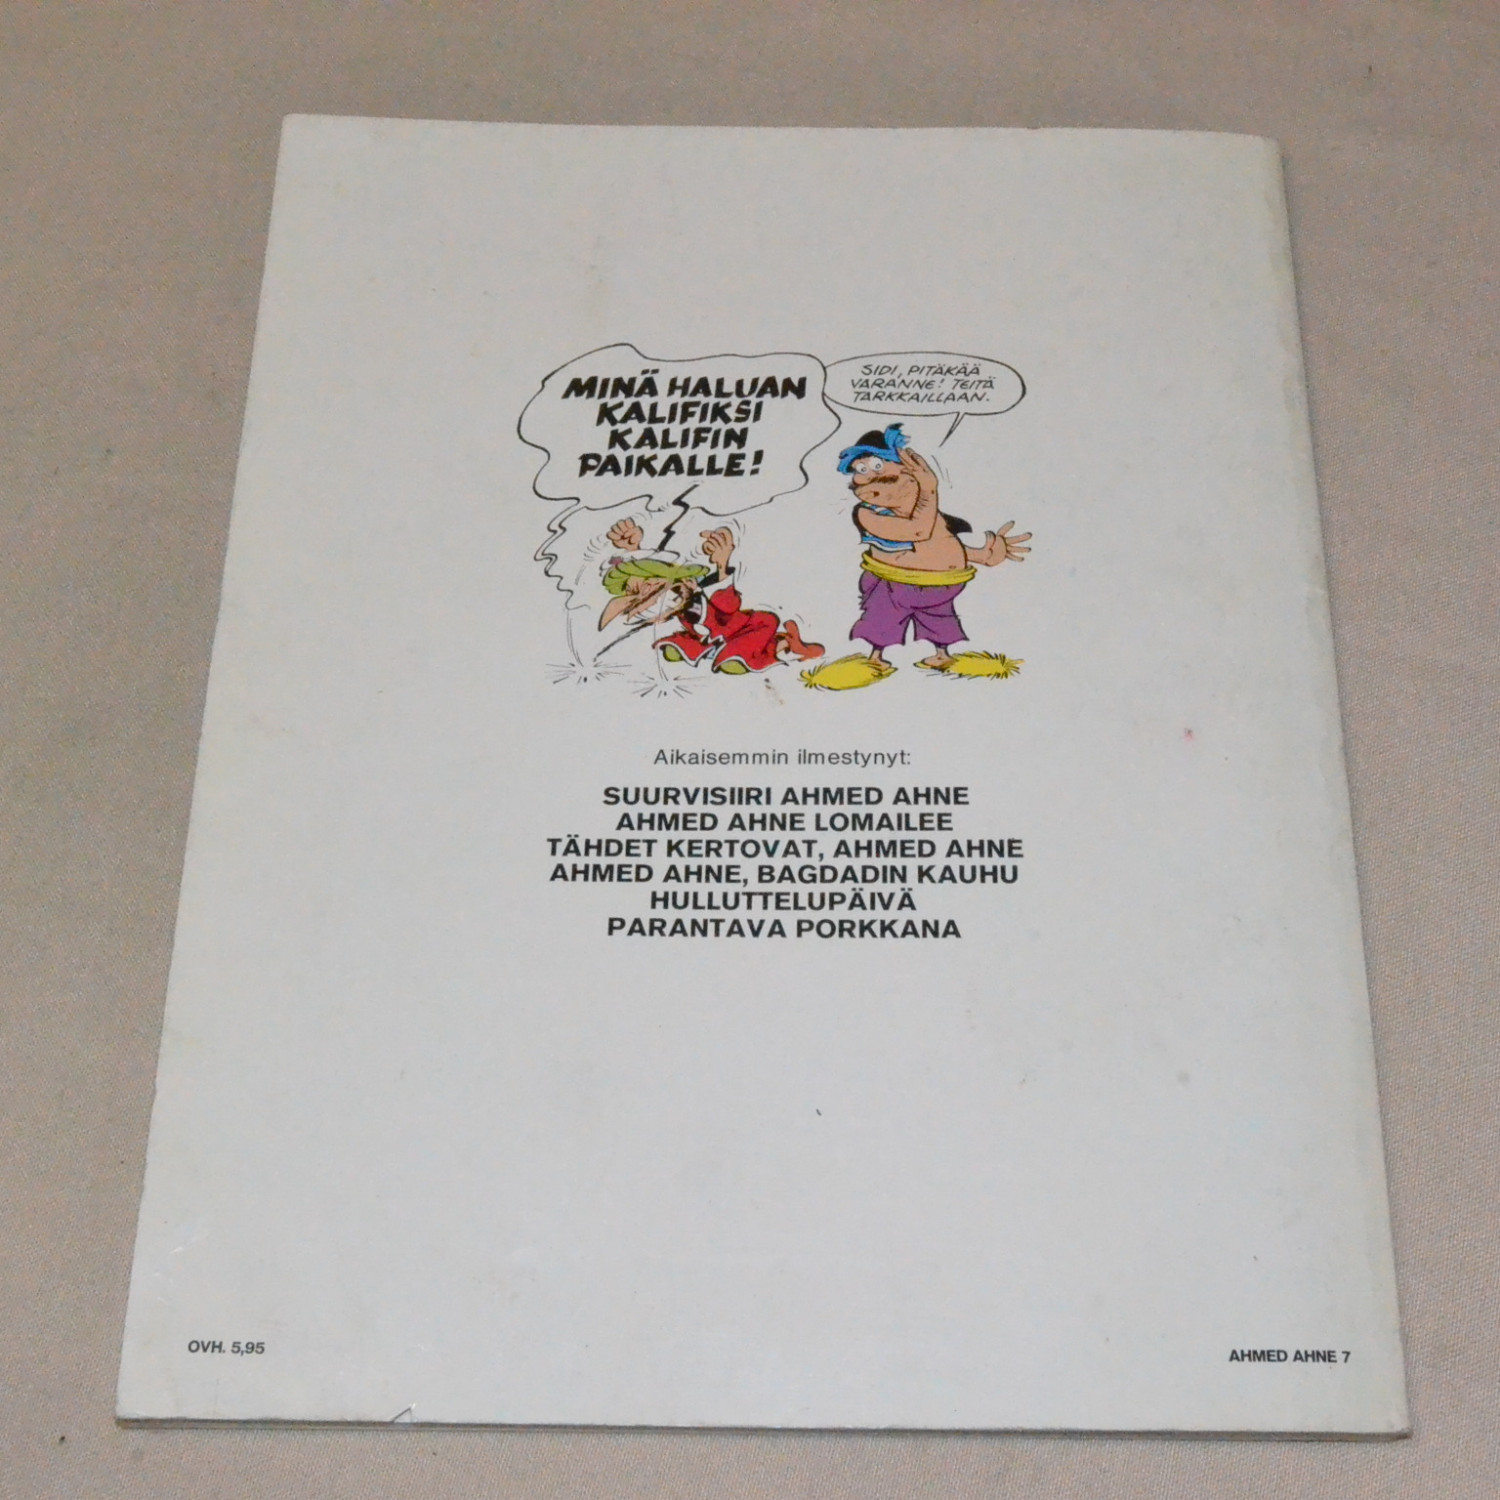 MINÄ HALUAN
KALIFIKSI
KALIFIN
PAIKALLE!
SIDI, PITÄKÄÄ
VARANNE! TEITÄ
TARKKAILLAAN.
Aikaisemmin ilmestynyt:
SUURVISIIRI AHMED AHNE
AHMED AHNE LOMAILEE
TÄHDET KERTOVAT, AHMED AHNE
AHMED AHNE, BAGDADIN KAUHU
HULLUTTELUPÄIVÄ
PARANTAVA PORKKANA
OVH. 5,95
AHMED AHNE 7